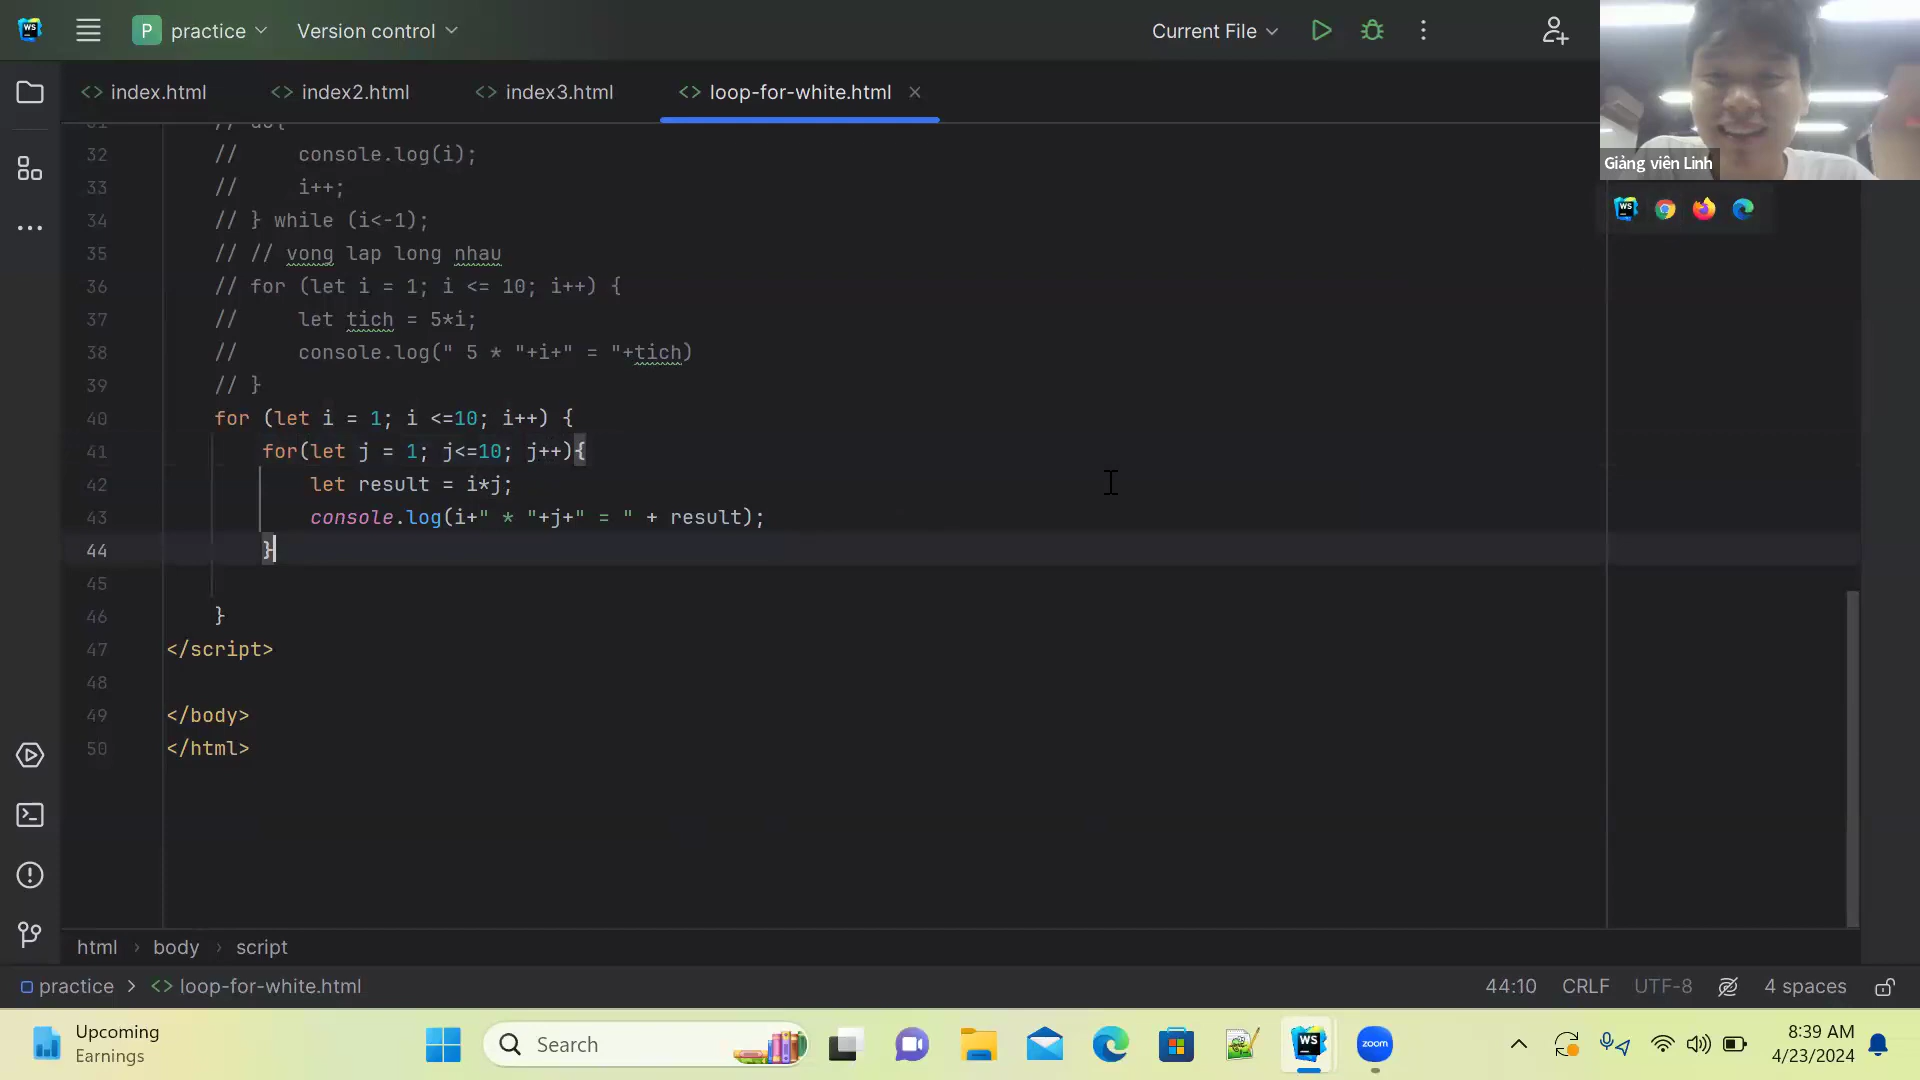 WS
P practice
Version control
Current File
index.html
index2.html
index3.html
loop-for-white.html
Giảng viên Linh
32 // console.log(i);
33 // i++;
34 // } while (i<-1);
35 // // vong lap long nhau
36 // for (let i = 1; i <= 10; i++) {
37 // let tich = 5*i;
38 // console.log(" 5 * "+i+" = "+tich)
39 // }
40 for (let i = 1; i <=10; i++) {
41 for(let j = 1; j<=10; j++){
42 let result = i*j;
43 console.log(i+" * "+j+" = " + result);
44 }
45
46 }
47 </script>
48
49 </body>
50 </html>
html › body › script
practice > <> loop-for-white.html
44:10 CRLF UTF-8 4 spaces
Upcoming
Earnings
Search
WS
zoom
8:39 AM
4/23/2024